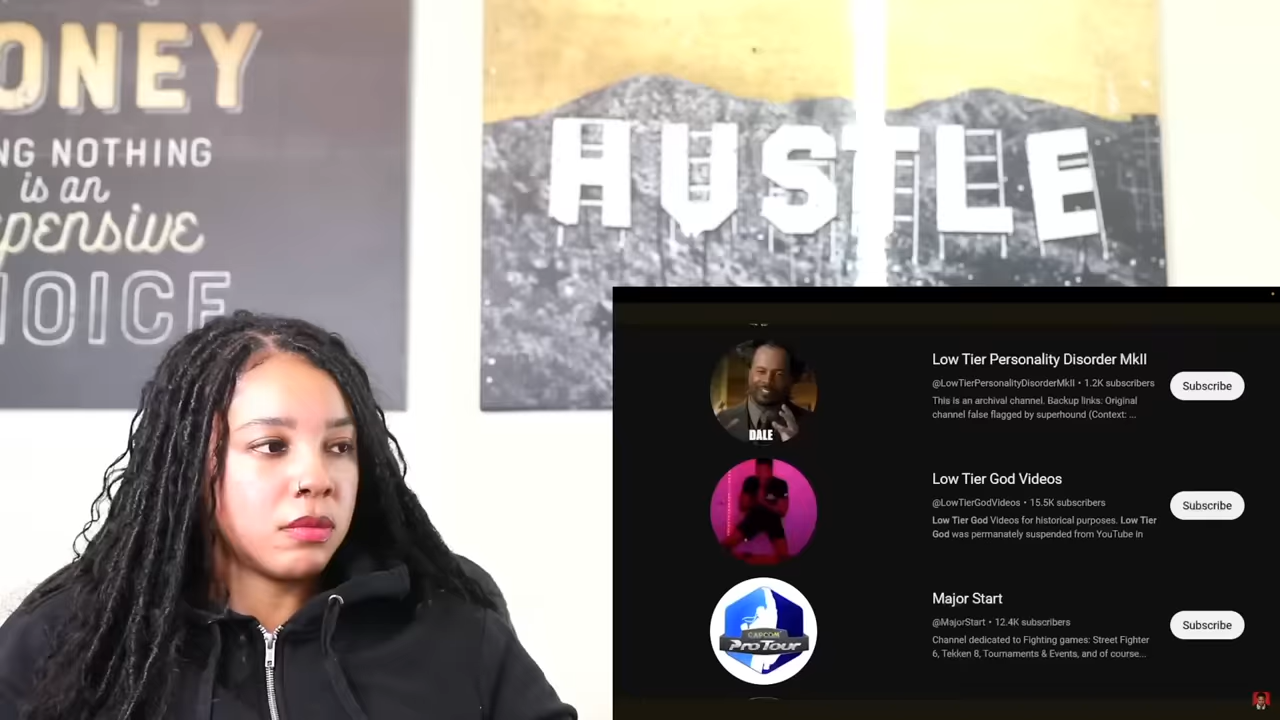 ONEY
NG NOTHING
is an
pensive
HOICE
HUSTLE
DALE
Low Tier Personality Disorder MkII
@LowTierPersonalityDisorderMkII • 1.2K subscribers
This is an archival channel. Backup links: Original
channel false flagged by superhound (Context: ...
Subscribe
Low Tier God Videos
@LowTierGodVideos • 15.5K subscribers
Low Tier God Videos for historical purposes. Low Tier
God was permanately suspended from YouTube in
Subscribe
CAPCOM
ProTour
Major Start
@MajorStart • 12.4K subscribers
Channel dedicated to Fighting games: Street Fighter
6, Tekken 8, Tournaments & Events, and of course...
Subscribe